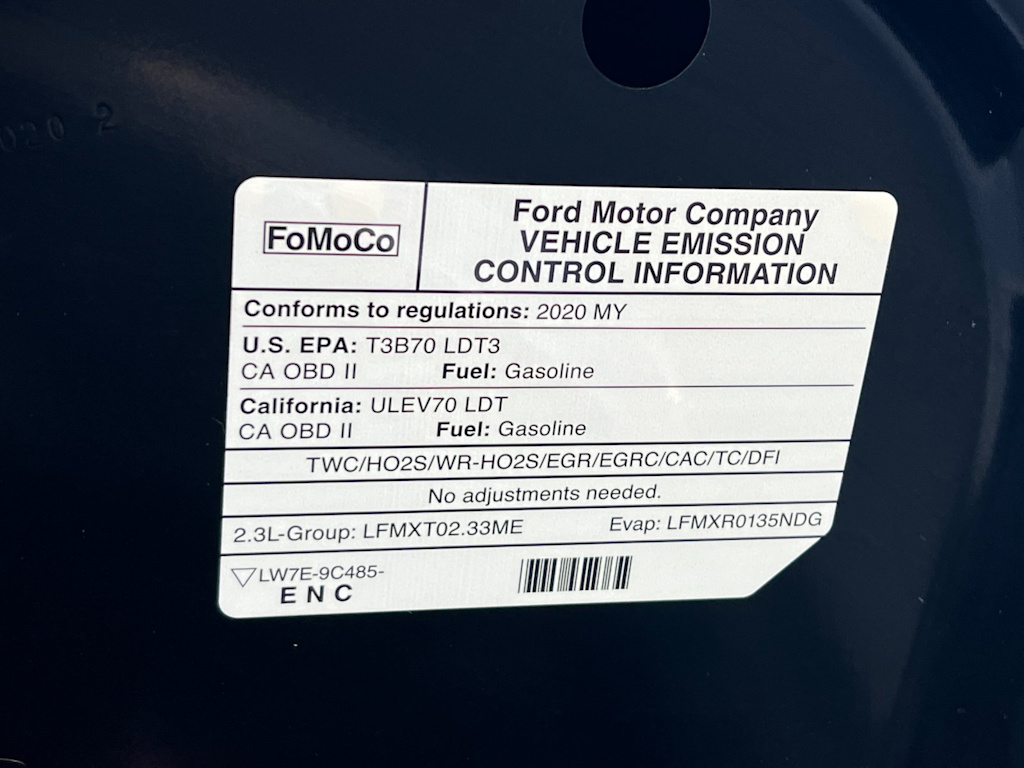 020 2
FoMoCo
Ford Motor Company
VEHICLE EMISSION
CONTROL INFORMATION
Conforms to regulations: 2020 MY
U.S. EPA: T3B70 LDT3
CA OBD II Fuel: Gasoline
California: ULEV70 LDT
CA OBD II Fuel: Gasoline
TWC/HO2S/WR-HO2S/EGR/EGRC/CAC/TC/DFI
No adjustments needed.
2.3L-Group: LFMXT02.33ME Evap: LFMXR0135NDG
LW7E-9C485-
E N C